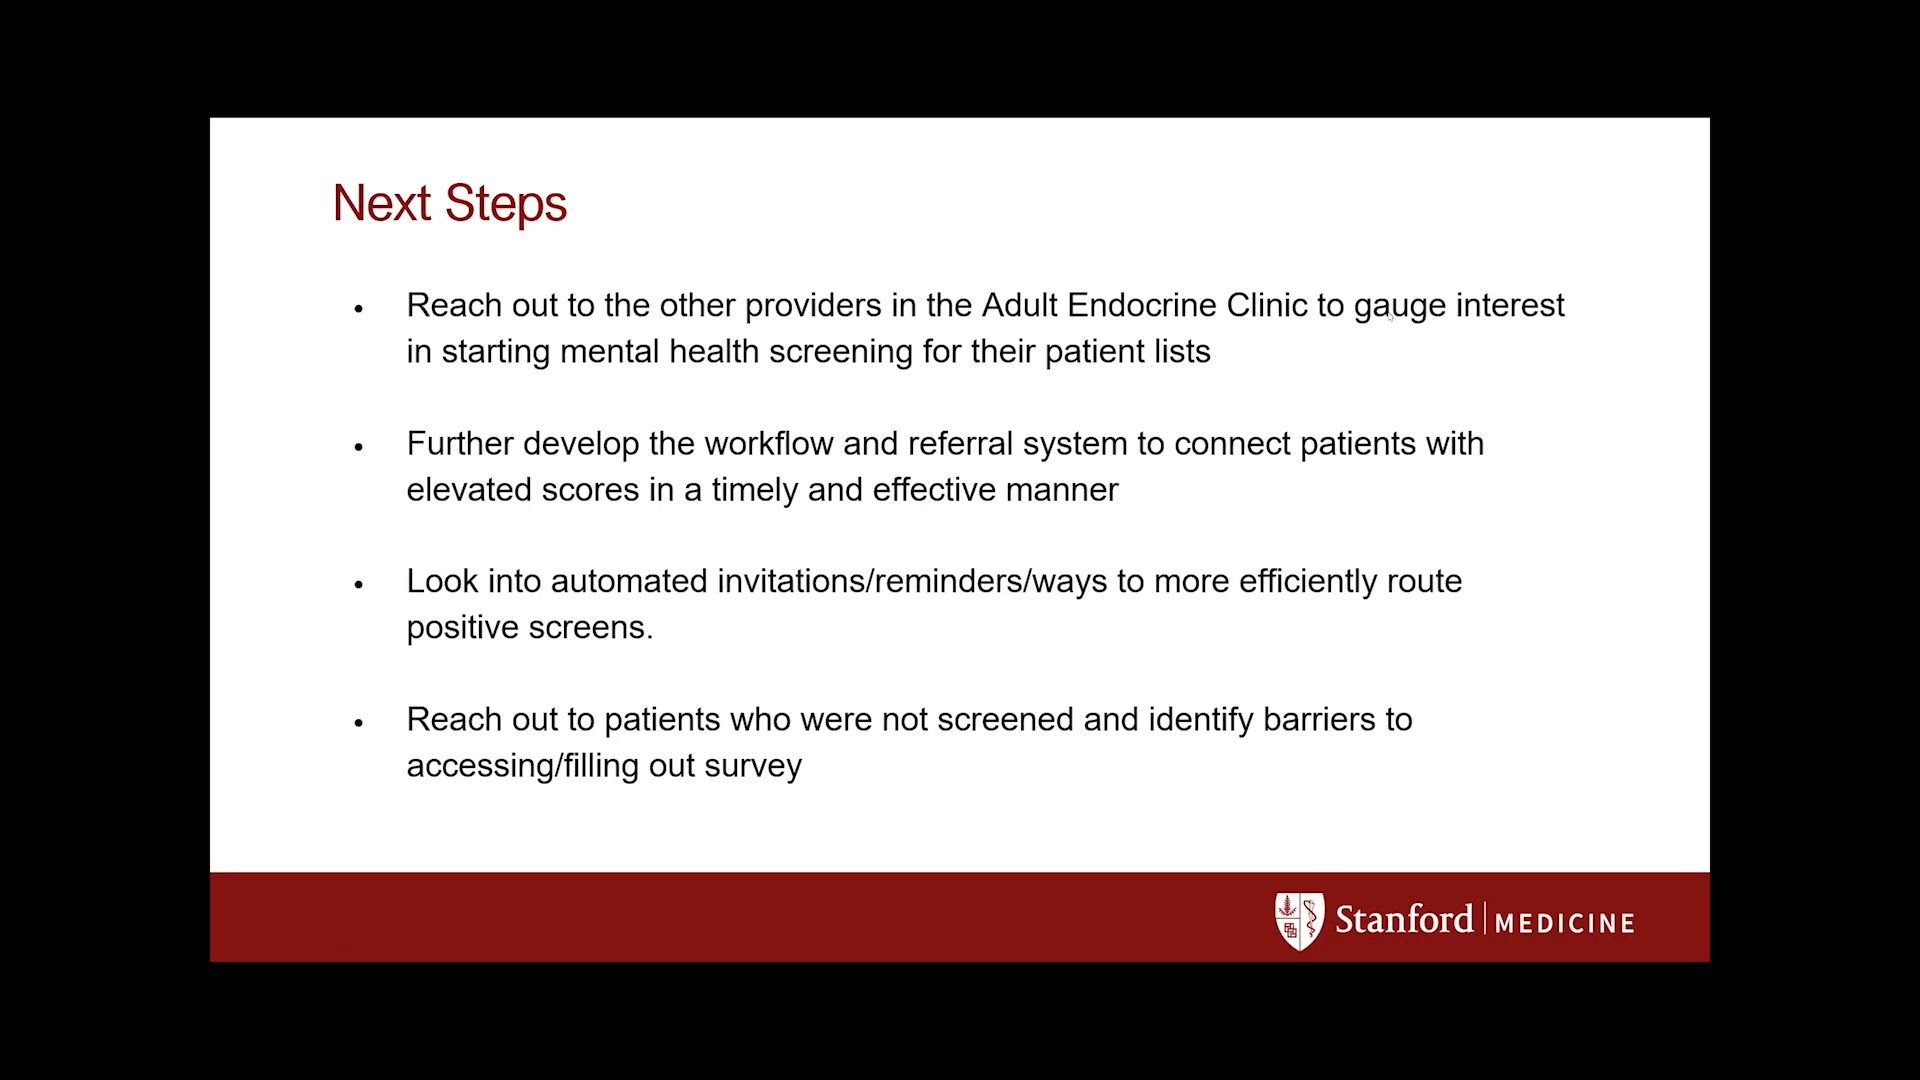 Next Steps
• Reach out to the other providers in the Adult Endocrine Clinic to gauge interest
in starting mental health screening for their patient lists
• Further develop the workflow and referral system to connect patients with
elevated scores in a timely and effective manner
• Look into automated invitations/reminders/ways to more efficiently route
positive screens.
• Reach out to patients who were not screened and identify barriers to
accessing/filling out survey
Stanford | MEDICINE